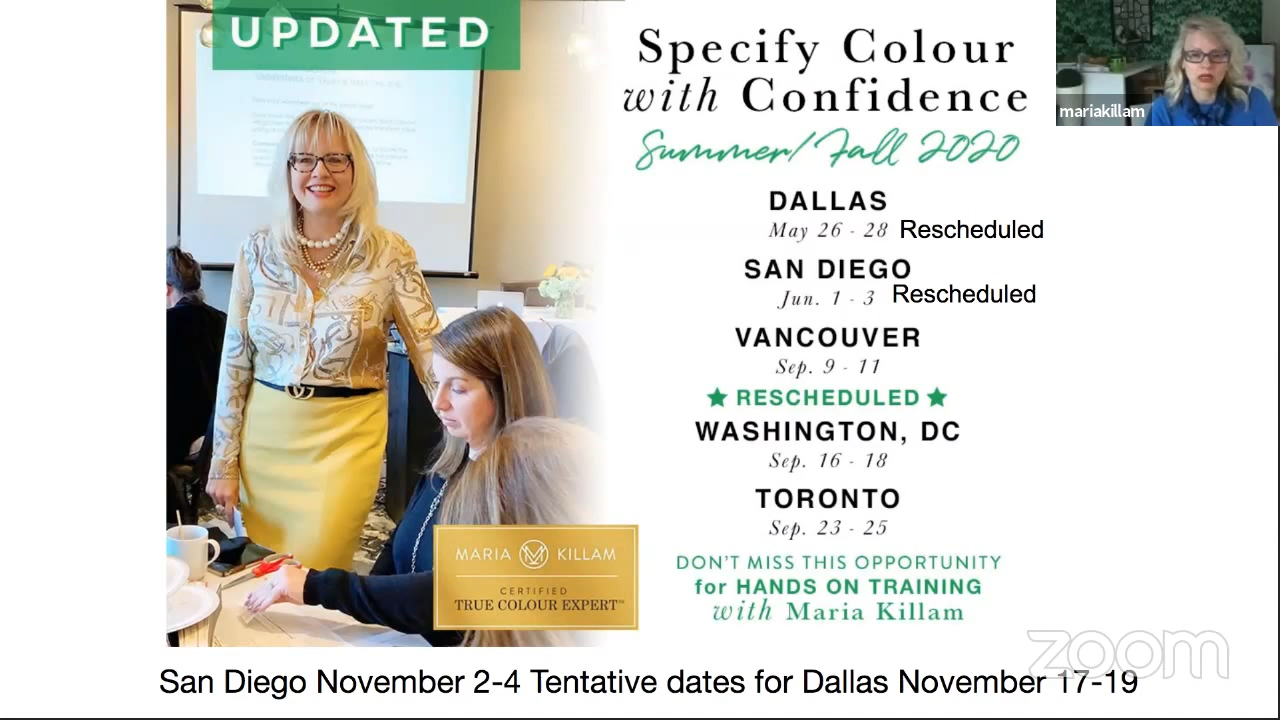 UPDATED
Specify Colour
with Confidence
Summer/Fall 2020
mariakillam
DALLAS
May 26 - 28 Rescheduled
SAN DIEGO
Jun. 1 - 3 Rescheduled
VANCOUVER
Sep. 9 - 11
★ RESCHEDULED ★
WASHINGTON, DC
Sep. 16 - 18
TORONTO
Sep. 23 - 25
DON'T MISS THIS OPPORTUNITY
for HANDS ON TRAINING
with Maria Killam
MARIA KILLAM
CERTIFIED
TRUE COLOUR EXPERT™
zoom
San Diego November 2-4 Tentative dates for Dallas November 17-19